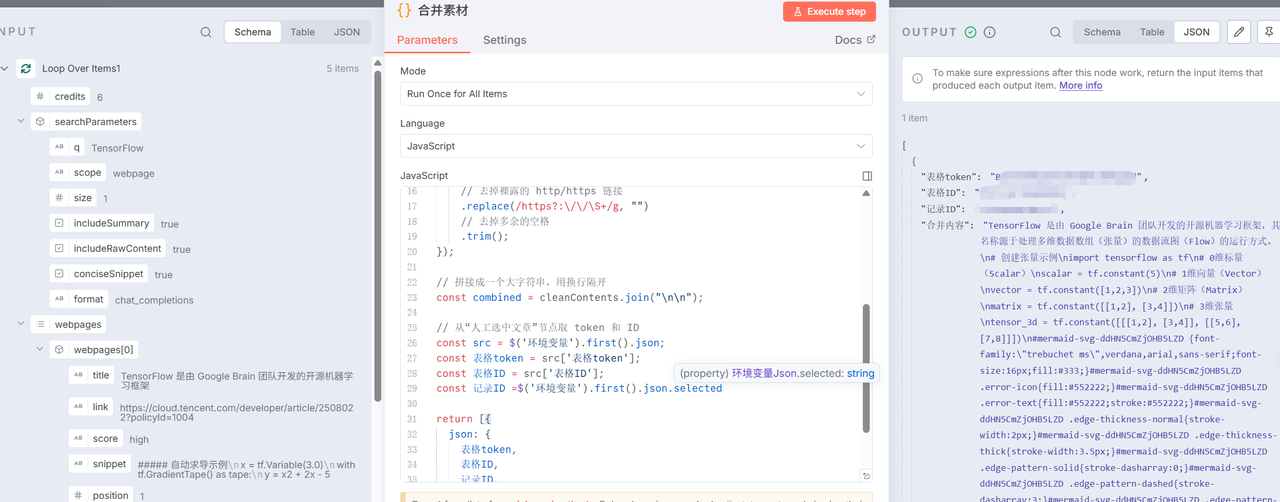 NPUT
Schema
Table
JSON
Loop Over Items1
5 items
# credits 6
searchParameters
AB q TensorFlow
AB scope webpage
# size 1
includeSummary true
includeRawContent true
conciseSnippet true
AB format chat_completions
webpages
webpages[0]
AB title TensorFlow 是由 Google Brain 团队开发的开源机器学
习框架
AB link https://cloud.tencent.com/developer/article/250802
2?policyId=1004
AB score high
AB snippet ##### 自动求导示例\n x = tf.Variable(3.0)\n with
tf.GradientTape() as tape:\n y = x2 + 2x - 5
# position 1
{} 合并素材
Execute step
Parameters
Settings
Docs
Mode
Run Once for All Items
Language
JavaScript
JavaScript
16 // 去掉裸露的 http/https 链接
17 .replace(/https?:\/\/\S+/g, "")
18 // 去掉多余的空格
19 .trim();
20 });
21
22 // 拼接成一个大字符串，用换行隔开
23 const combined = cleanContents.join("\n\n");
24
25 // 从“人工选中文章”节点取 token 和 ID
26 const src = $('环境变量').first().json;
27 const 表格token = src['表格token'];
28 const 表格ID = src['表格ID'];
(property) 环境变量Json.selected: string
29 const 记录ID =$('环境变量').first().json.selected
30
31 return [{
32 json: {
33 表格token,
34 表格ID,
35 记录ID,
OUTPUT
Schema
Table
JSON
To make sure expressions after this node work, return the input items that
produced each output item. More info
1 item
[
{
"表格token": "
"表格ID": "
"记录ID":
"合并内容": "TensorFlow 是由 Google Brain 团队开发的开源机器学习框架，其
名称源于处理多维数据数组（张量）的数据流图（Flow）的运行方式。
\n# 创建张量示例\nimport tensorflow as tf\n# 0维标量
（Scalar）\nscalar = tf.constant(5)\n# 1维向量（Vector）
\nvector = tf.constant([1,2,3])\n# 2维矩阵（Matrix）
\nmatrix = tf.constant([[1,2], [3,4]])\n# 3维张量
\ntensor_3d = tf.constant([[[1,2], [3,4]], [[5,6],
[7,8]]])\n#mermaid-svg-ddHN5CmZjOHB5LZD {font-
family:\"trebuchet ms\",verdana,arial,sans-serif;font-
size:16px;fill:#333;}#mermaid-svg-ddHN5CmZjOHB5LZD
.error-icon{fill:#552222;}#mermaid-svg-ddHN5CmZjOHB5LZD
.error-text{fill:#552222;stroke:#552222;}#mermaid-svg-
ddHN5CmZjOHB5LZD .edge-thickness-normal{stroke-
width:2px;}#mermaid-svg-ddHN5CmZjOHB5LZD .edge-thickness-
thick{stroke-width:3.5px;}#mermaid-svg-ddHN5CmZjOHB5LZD
.edge-pattern-solid{stroke-dasharray:0;}#mermaid-svg-
ddHN5CmZjOHB5LZD .edge-pattern-dashed{stroke-
dasharray:3;}#mermaid-svg-ddHN5CmZjOHB5LZD